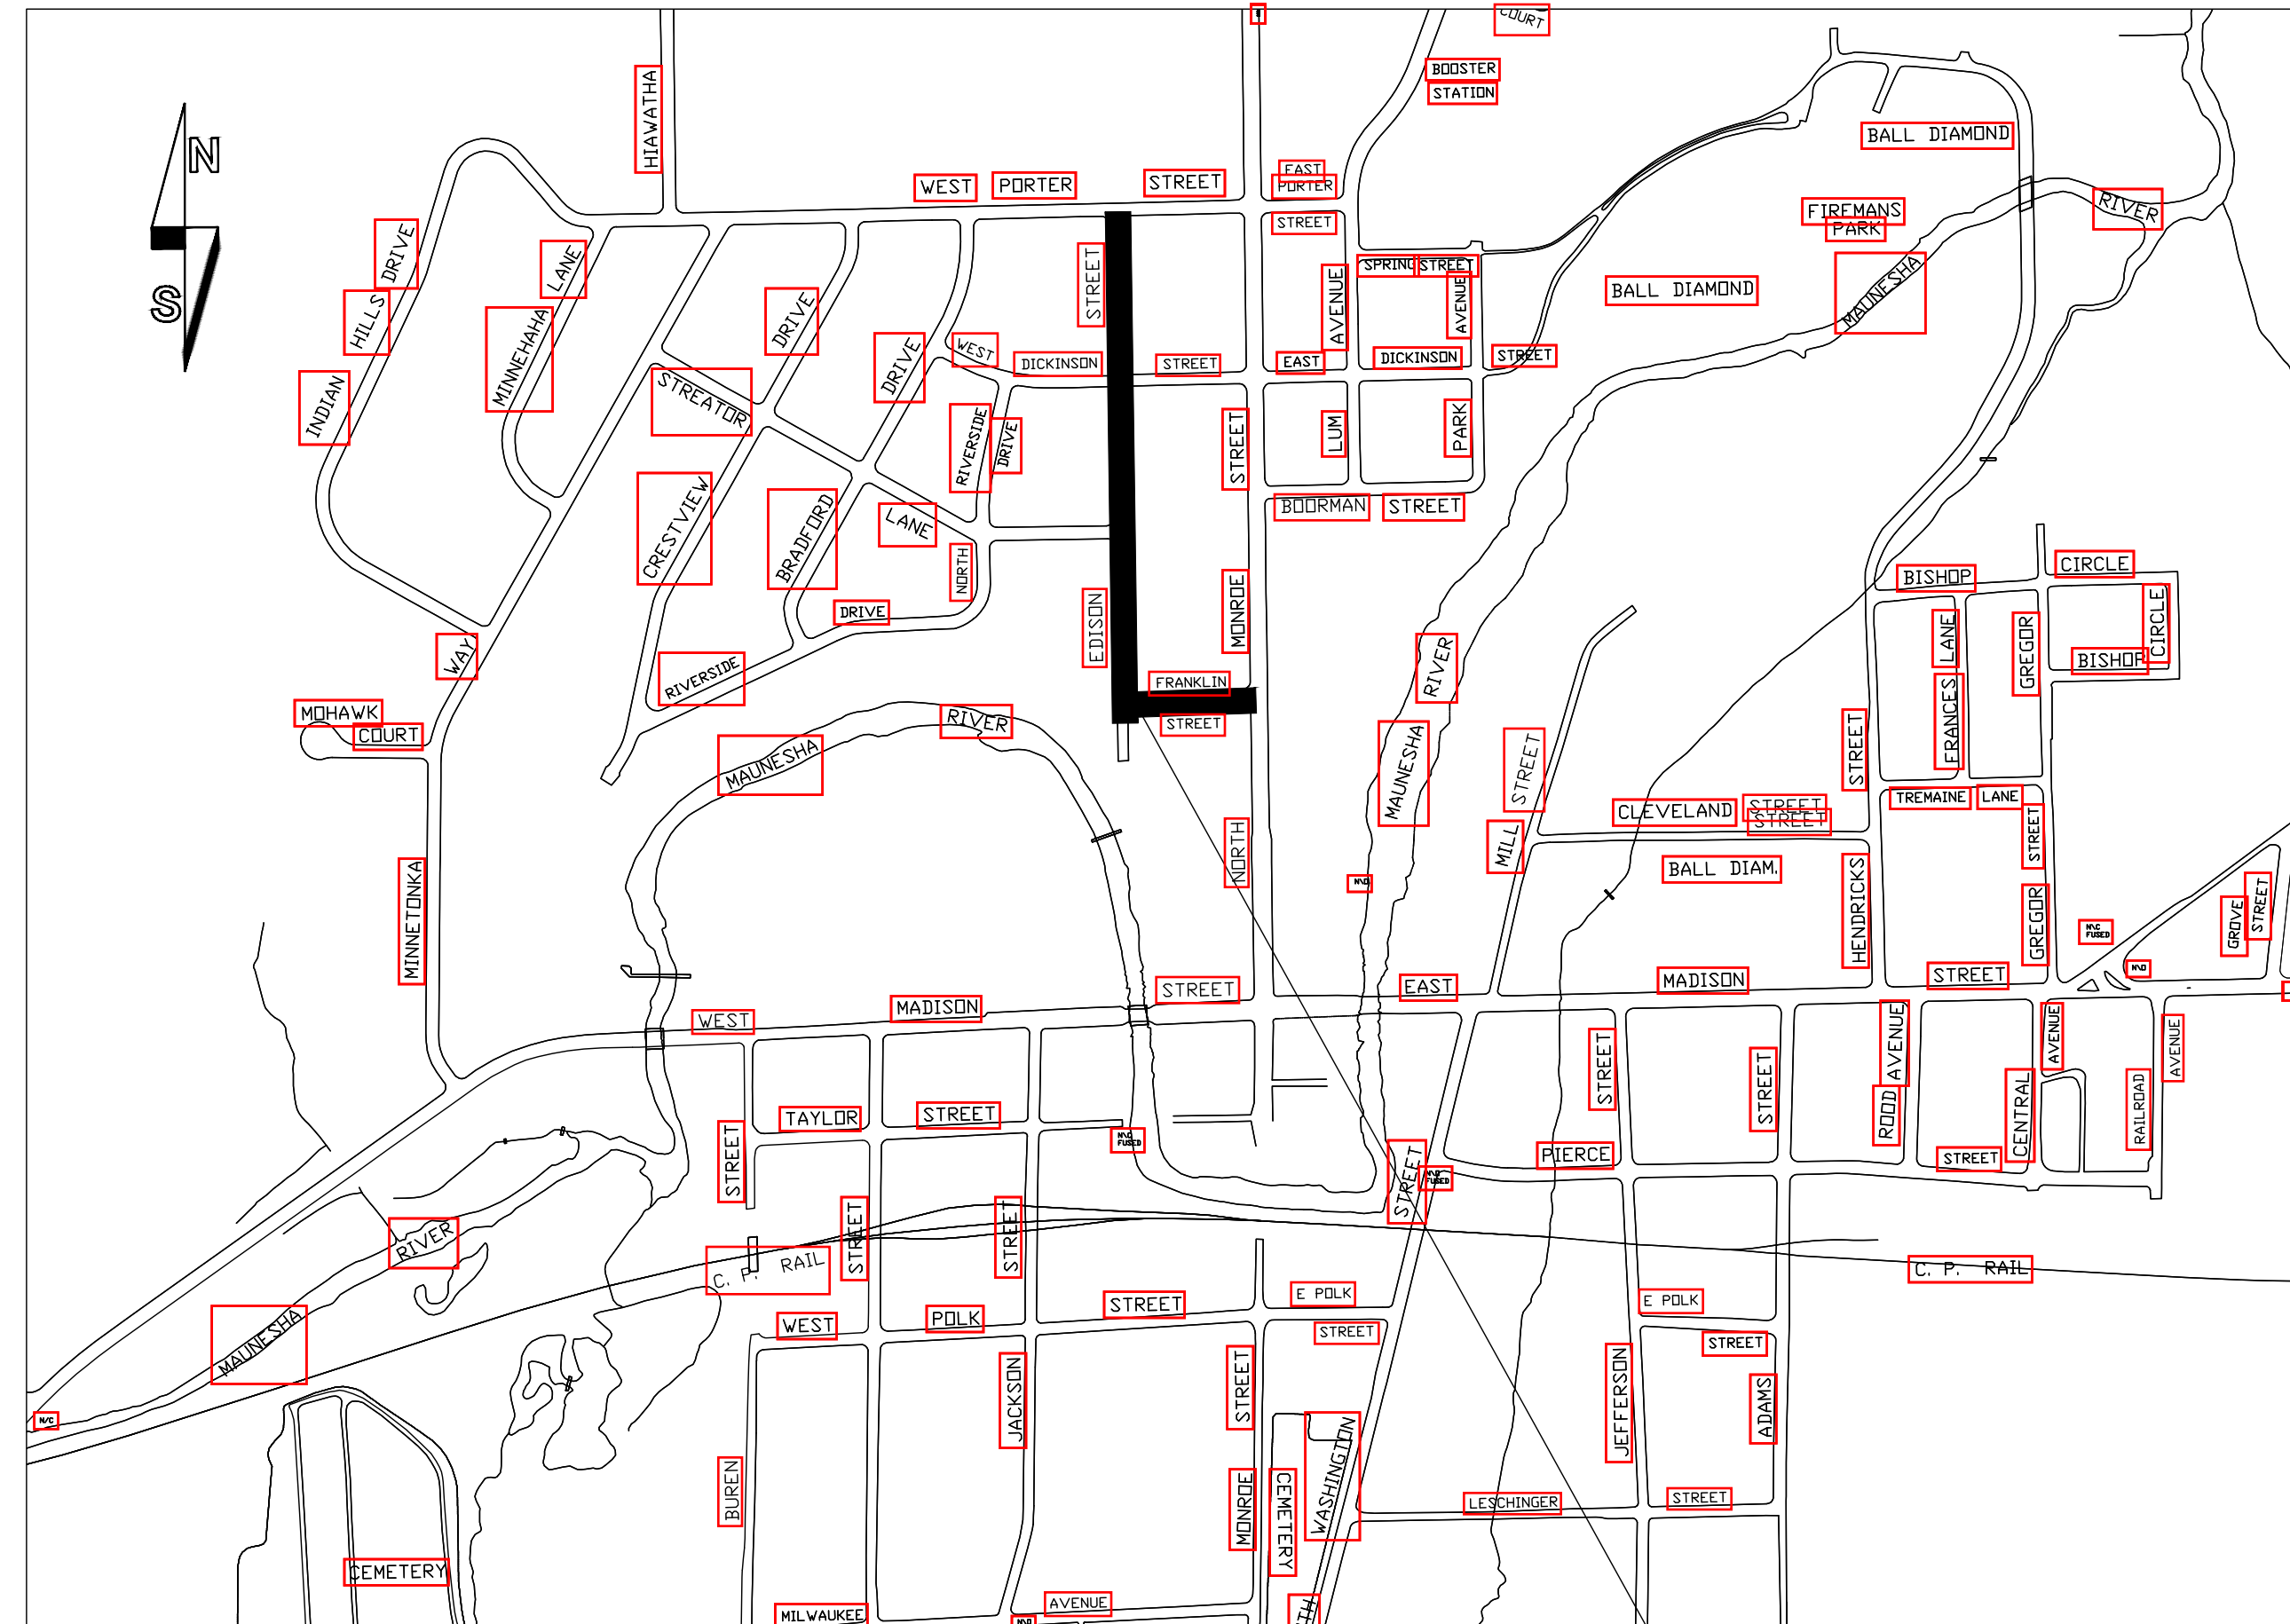 COURT
BOOSTER
STATION
HIAWATHA
BALL DIAMOND
N
EAST
WEST PORTER STREET
PORTER
STREET
FIREMANS
PARK
RIVER
INDIAN HILLS DRIVE
S
MINNEHAHA LANE
STREET
SPRING STREET
AVENUE
AVENUE
BALL DIAMOND
MAUNESHA
DRIVE
DRIVE
WEST DICKINSON STREET
EAST DICKINSON STREET
STREATOR
RIVERSIDE
DRIVE
STREET
LUM
PARK
CRESTVIEW
BRADFORD
LANE
BOORMAN STREET
NORTH
BISHOP CIRCLE
EDISON
MONROE
DRIVE
LANE
GREGOR
CIRCLE
BISHOP
WAY
RIVERSIDE
RIVER
FRANKLIN
STREET
MOHAWK
COURT
RIVER
MAUNESHA
MAUNESHA
STREET
STREET
FRANCES
TREMAINE LANE
CLEVELAND STREET
STREET
STREET
MINNETONKA
NORTH
MILL
BALL DIAM.
HENDRICKS
GREGOR
GROVE STREET
N\O
N\C
FUSED
N\O
WEST MADISON STREET
EAST MADISON STREET
STREET
STREET
AVENUE
ROOD
AVENUE
CENTRAL
AVENUE
RAILROAD
TAYLOR STREET
N\C
FUSED
STREET
STREET
PIERCE
STREET
FUSED
RIVER
STREET
STREET
C. P. RAIL
C. P. RAIL
MAUNESHA
WEST POLK STREET
E POLK
STREET
E POLK
STREET
N/C
JACKSON
STREET
JEFFERSON
ADAMS
BUREN
MONROE
CEMETERY
WASHINGTON
LESCHINGER STREET
CEMETERY
MILWAUKEE AVENUE
N\O